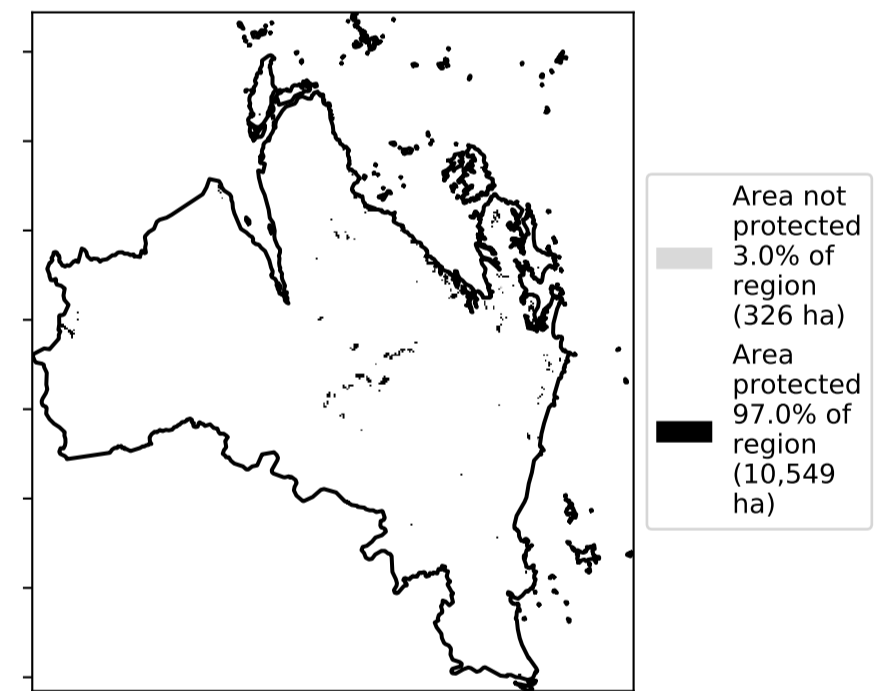 Area not
protected
3.0% of
region
(326 ha)
Area
protected
97.0% of
region
(10,549
ha)